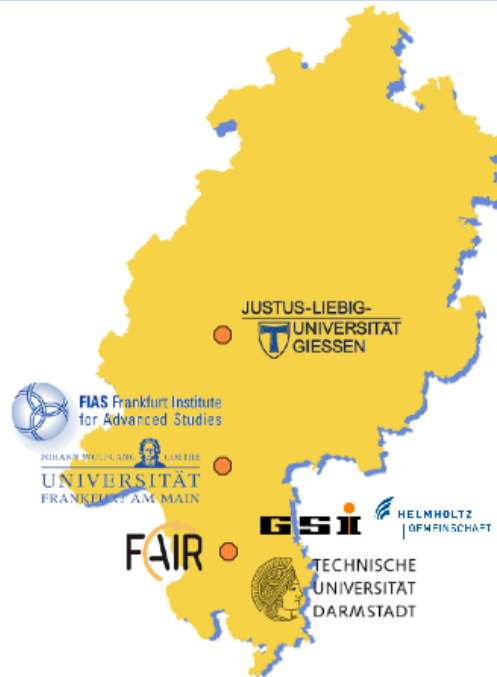 JUSTUS-LIEBIG-
UNIVERSITÄT
GIESSEN
FIAS Frankfurt Institute
for Advanced Studies
JOHANN WOLFGANG GOETHE
UNIVERSITÄT
FRANKFURT AM MAIN
GSI
HELMHOLTZ
GEMEINSCHAFT
FAIR
TECHNISCHE
UNIVERSITÄT
DARMSTADT